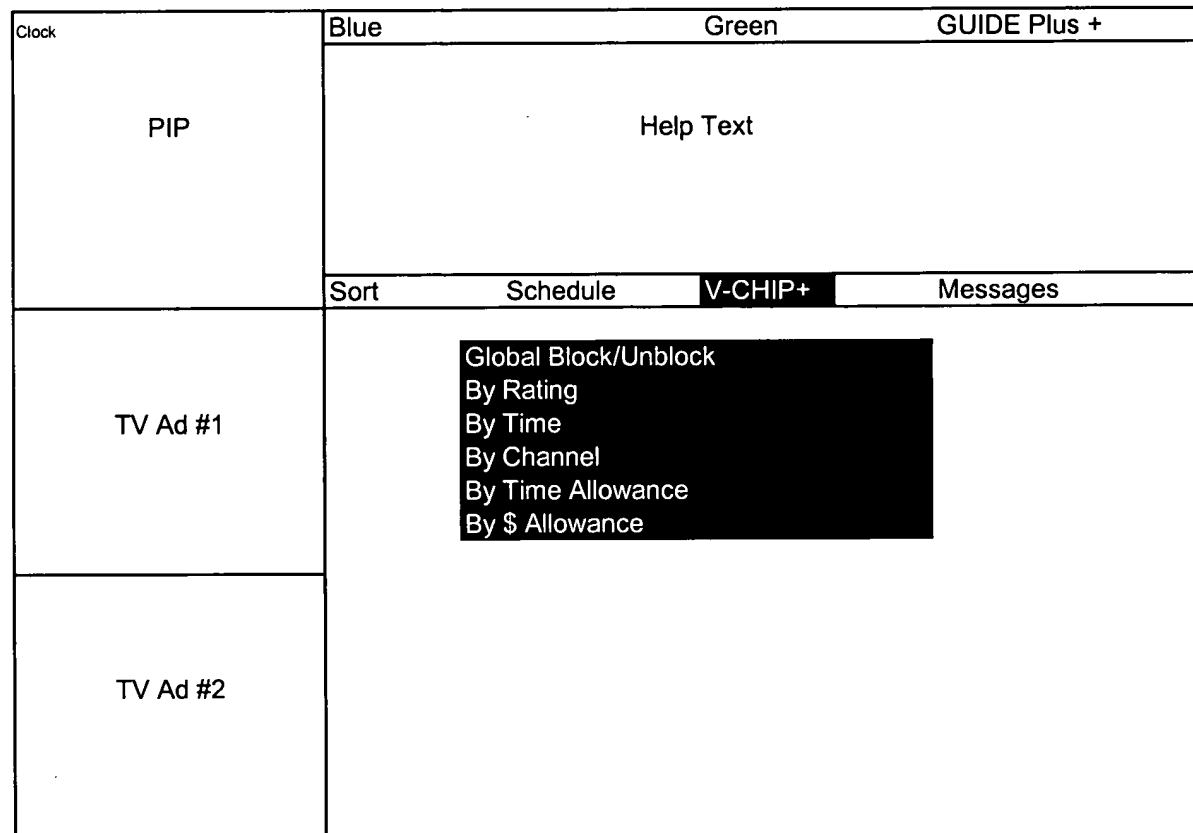 Clock
Blue Green GUIDE Plus +
PIP
Help Text
Sort Schedule V-CHIP+ Messages
Global Block/Unblock
By Rating
By Time
By Channel
By Time Allowance
By $ Allowance
TV Ad #1
TV Ad #2